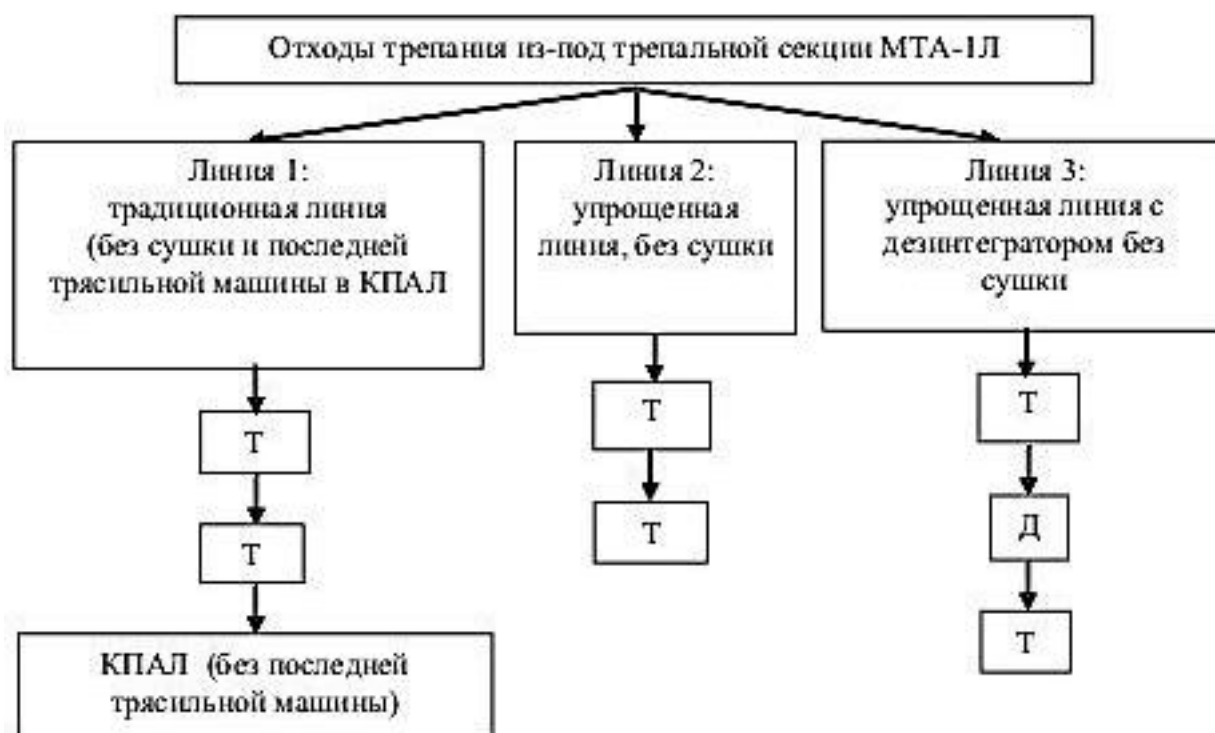 Отходы трепания из-под трепальной секции МТА-1Л
Линия 1:
традиционная линия
(без сушки и последней
трясильной машины в КПАЛ
Линия 2:
упрощенная
линия, без сушки
Линия 3:
упрощенная линия с
дезинтегратором без
сушки
Т
Т
КПАЛ (без последней
трясильной машины)
Т
Т
Т
Д
Т